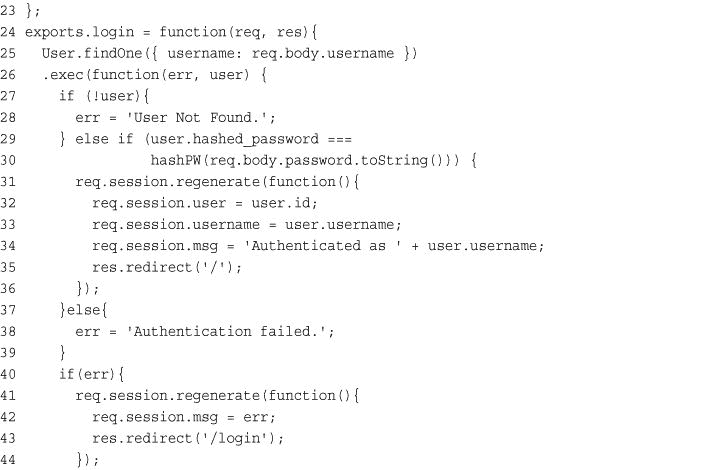 23 };
24 exports.login = function(req, res){
25   User.findOne({ username: req.body.username })
26   .exec(function(err, user) {
27     if (!user){
28       err = 'User Not Found.';
29     } else if (user.hashed_password ===
30                hashPW(req.body.password.toString())) {
31       req.session.regenerate(function(){
32         req.session.user = user.id;
33         req.session.username = user.username;
34         req.session.msg = 'Authenticated as ' + user.username;
35         res.redirect('/');
36       });
37     }else{
38       err = 'Authentication failed.';
39     }
40     if(err){
41       req.session.regenerate(function(){
42         req.session.msg = err;
43         res.redirect('/login');
44       });